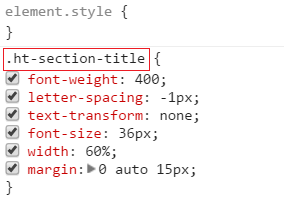 element.style {
}
.ht-section-title {
font-weight: 400;
letter-spacing: -1px;
text-transform: none;
font-size: 36px;
width: 60%;
margin: 0 auto 15px;
}